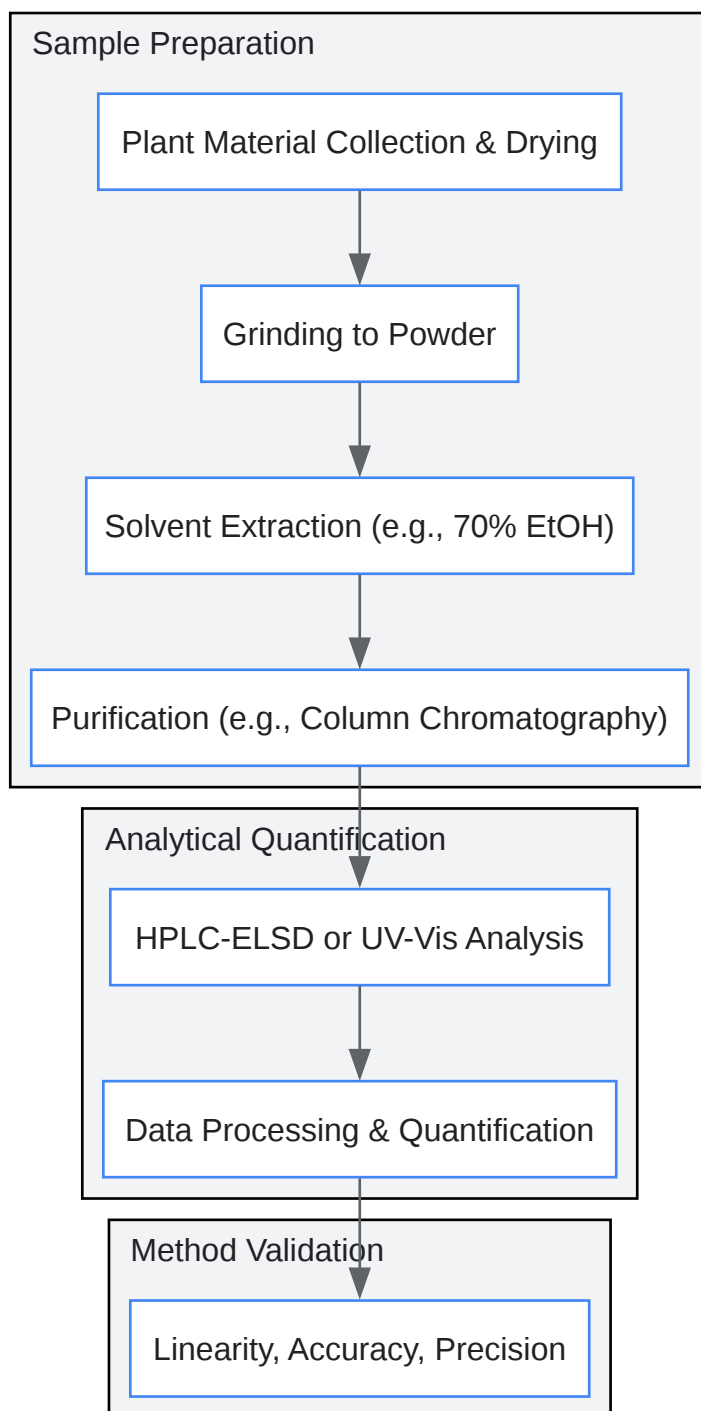 Sample Preparation
Plant Material Collection & Drying
Grinding to Powder
Solvent Extraction (e.g., 70% EtOH)
Purification (e.g., Column Chromatography)
Analytical Quantification
HPLC-ELSD or UV-Vis Analysis
Data Processing & Quantification
Method Validation
Linearity, Accuracy, Precision